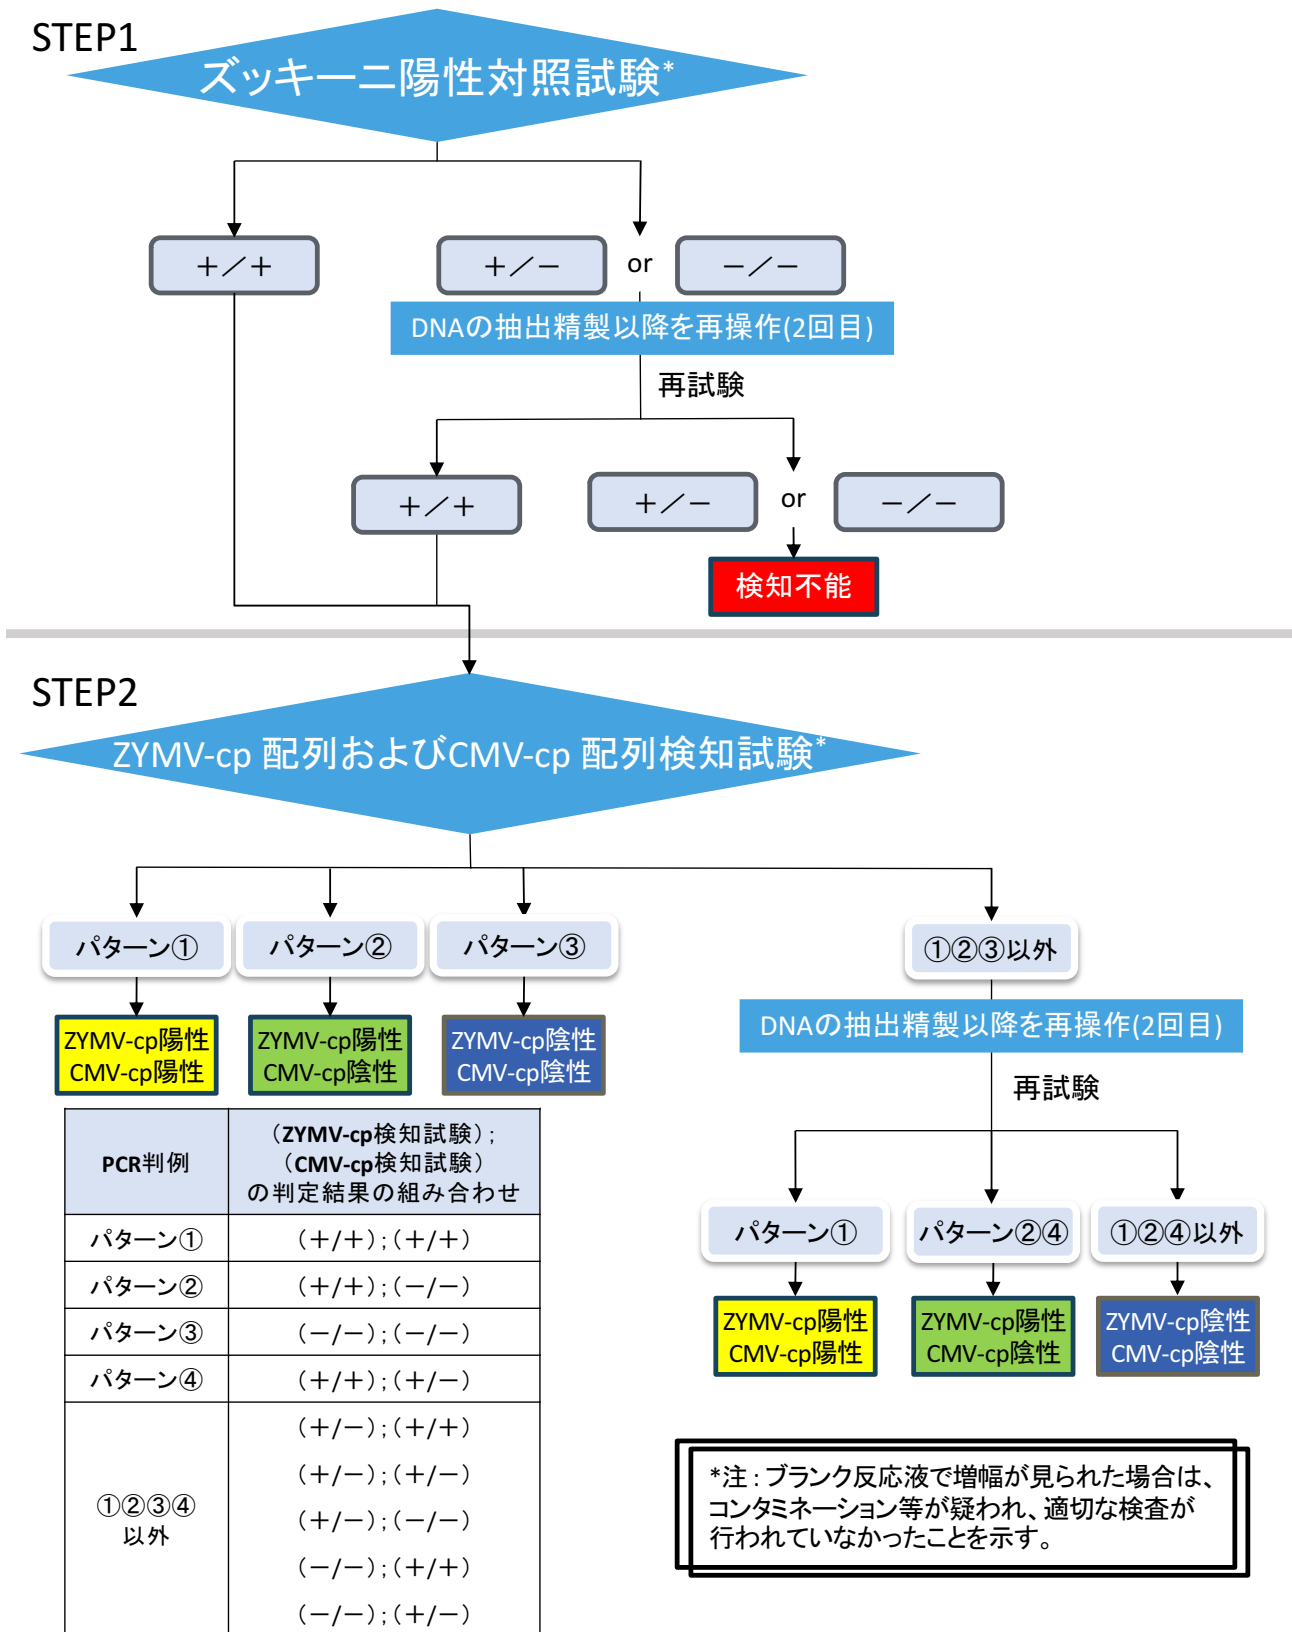 STEP1
ズッキーニ陽性対照試験*
＋／＋
＋／－
or
－／－
DNAの抽出精製以降を再操作(2回目)
再試験
＋／＋
＋／－
or
－／－
検知不能
STEP2
ZYMV-cp 配列およびCMV-cp 配列検知試験*
パターン①
パターン②
パターン③
①②③以外
ZYMV-cp陽性
CMV-cp陽性
ZYMV-cp陽性
CMV-cp陰性
ZYMV-cp陰性
CMV-cp陰性
DNAの抽出精製以降を再操作(2回目)
再試験
パターン①
パターン②④
①②④以外
ZYMV-cp陽性
CMV-cp陽性
ZYMV-cp陽性
CMV-cp陰性
ZYMV-cp陰性
CMV-cp陰性
PCR判例
（ZYMV-cp検知試験）;
（CMV-cp検知試験）
の判定結果の組み合わせ
パターン①
（＋/＋）;（＋/＋）
パターン②
（＋/＋）;（－/－）
パターン③
（－/－）;（－/－）
パターン④
（＋/＋）;（＋/－）
①②③④
以外
（＋/－）;（＋/＋）
（＋/－）;（＋/－）
（＋/－）;（－/－）
（－/－）;（＋/＋）
（－/－）;（＋/－）
*注：ブランク反応液で増幅が見られた場合は、
コンタミネーション等が疑われ、適切な検査が
行われていなかったことを示す。